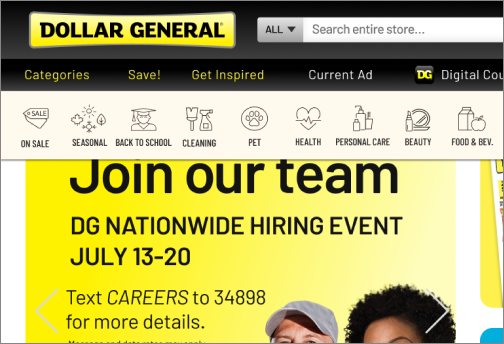 DOLLAR GENERAL
ALL ▼ Search entire store...
Categories Save! Get Inspired Current Ad DG Digital Cou
SALE
ON SALE SEASONAL BACK TO SCHOOL CLEANING PET HEALTH PERSONAL CARE BEAUTY FOOD & BEV.
Join our team
DG NATIONWIDE HIRING EVENT
JULY 13-20
Text CAREERS to 34898
for more details.